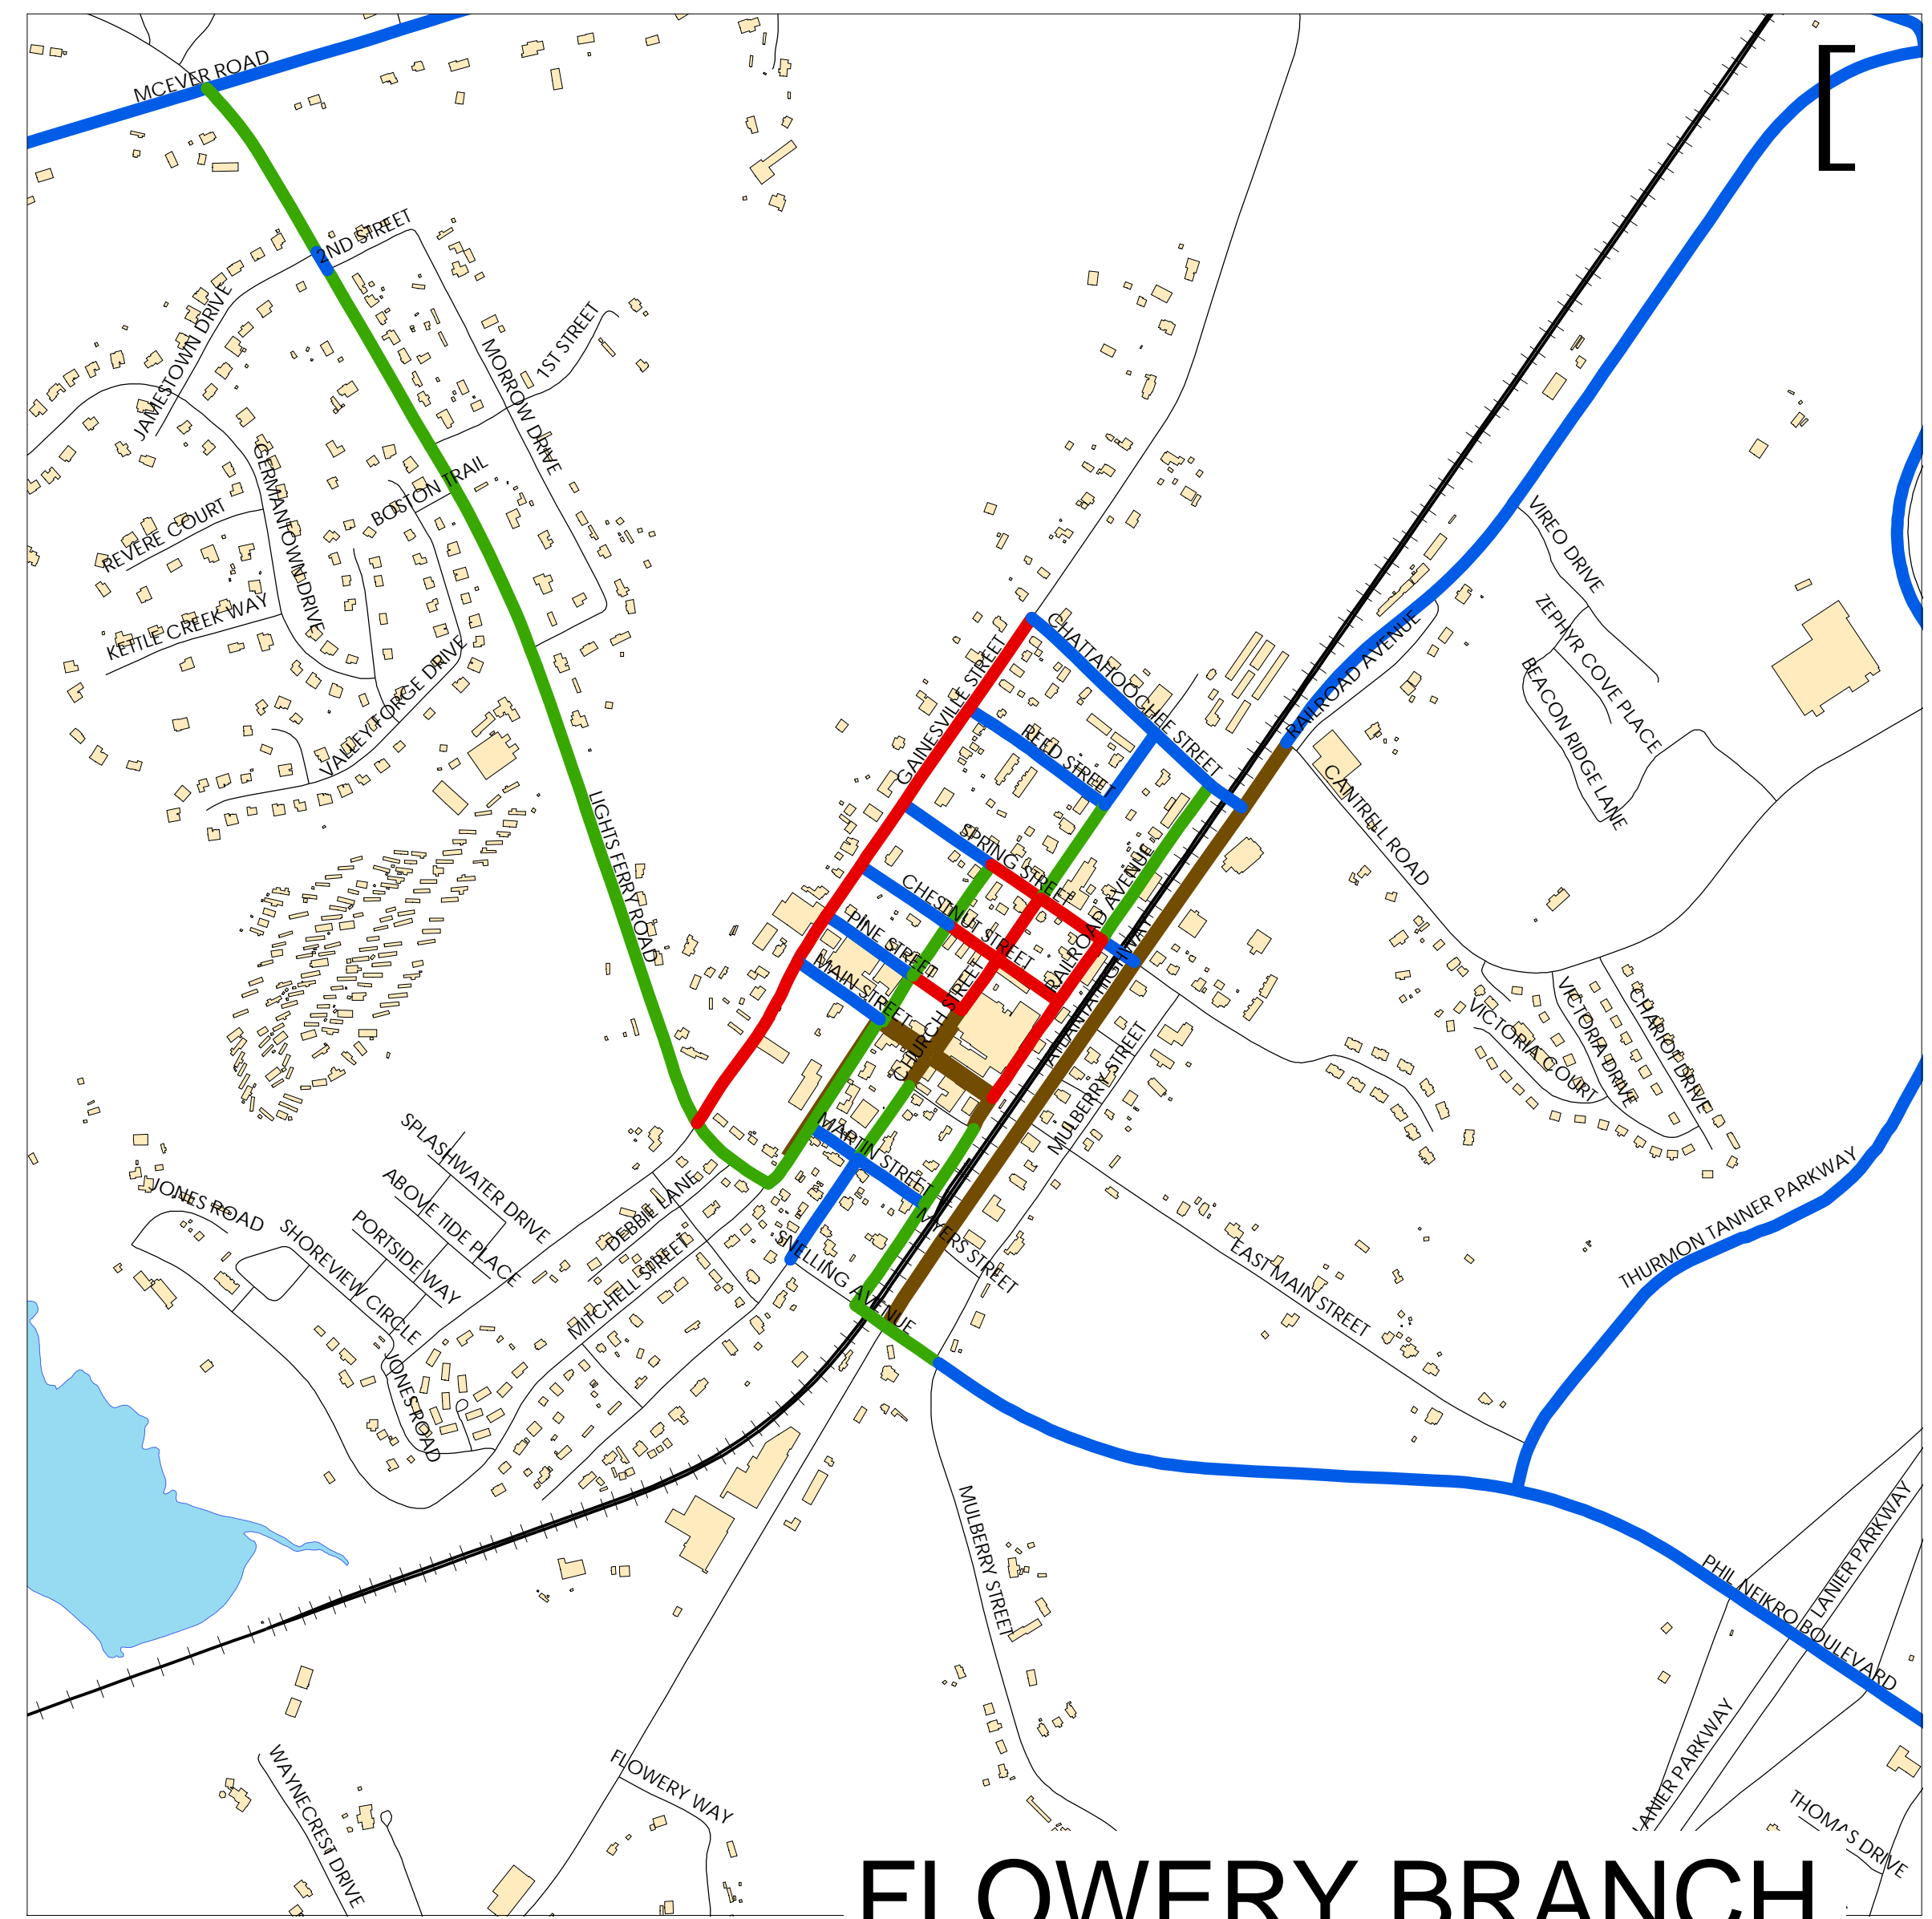 [
MCEVER ROAD
2ND STREET
JAMESTOWN DRIVE
1ST STREET
MORROW DRIVE
GERMANTOWN DRIVE
BOSTON TRAIL
REVERE COURT
KETTLE CREEK WAY
VALLEY FORGE DRIVE
VIREO DRIVE
ZEPHYR COVE PLACE
BEACON RIDGE LANE
RAILROAD AVENUE
CHATTAHOOCHEE STREET
GAINESVILLE STREET
REED STREET
CANTRELL ROAD
LIGHTS FERRY ROAD
SPRING STREET
CHESTNUT STREET
RAILROAD AVENUE
PINE STREET
MAIN STREET
CHURCH STREET
ATLANTA HIGHWAY
MULBERRY STREET
VICTORIA COURT
VICTORIA DRIVE
CHARIOT DRIVE
MARTIN STREET
SPLASHWATER DRIVE
ABOVE TIDE PLACE
JONES ROAD
PORTSIDE WAY
SHOREVIEW CIRCLE
DEBBIE LANE
MITCHELL STREET
SNELLING AVENUE
MYERS STREET
EAST MAIN STREET
THURMON TANNER PARKWAY
JONES ROAD
MULBERRY STREET
LANIER PARKWAY
PHIL NEIKRO BOULEVARD
LANIER PARKWAY
WAYNECREST DRIVE
FLOWERY WAY
THOMAS DRIVE
FLOWERY BRANCH